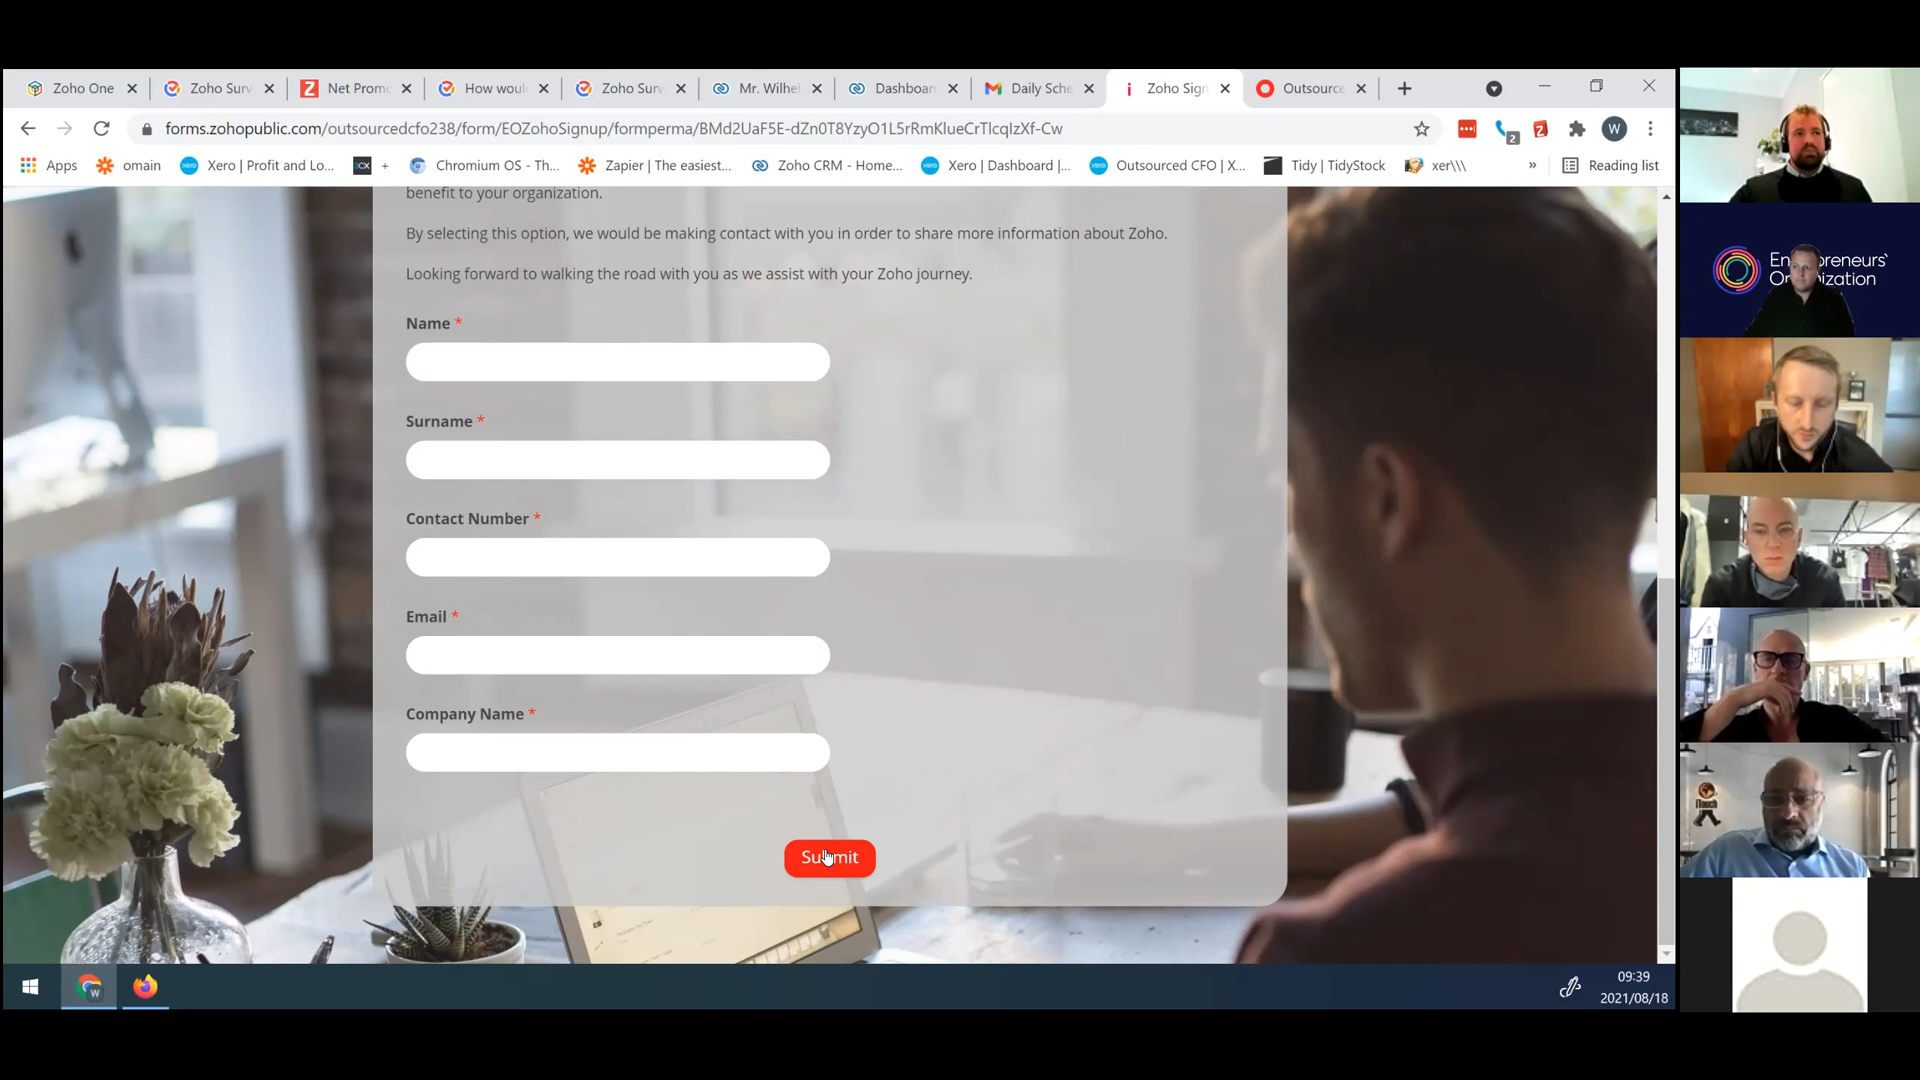 Zoho One
Zoho Surv
Net Promo
How woul
Zoho Surv
Mr. Wilhel
Dashboar
Daily Sche
Zoho Sign
Outsource
forms.zohopublic.com/outsourcedcfo238/form/EOZohoSignup/formperma/BMd2UaF5E-dZn0T8YzyO1L5rRmKlueCrTlcqIzXf-Cw
2
W
Apps
omain
Xero | Profit and Lo...
+
Chromium OS - Th...
Zapier | The easiest...
Zoho CRM - Home...
Xero | Dashboard |...
Outsourced CFO | X...
Tidy | TidyStock
xer\\\
»
Reading list
benefit to your organization.
By selecting this option, we would be making contact with you in order to share more information about Zoho.
Looking forward to walking the road with you as we assist with your Zoho journey.
Name *
Surname *
Contact Number *
Email *
Company Name *
Submit
09:39
2021/08/18
iTouch